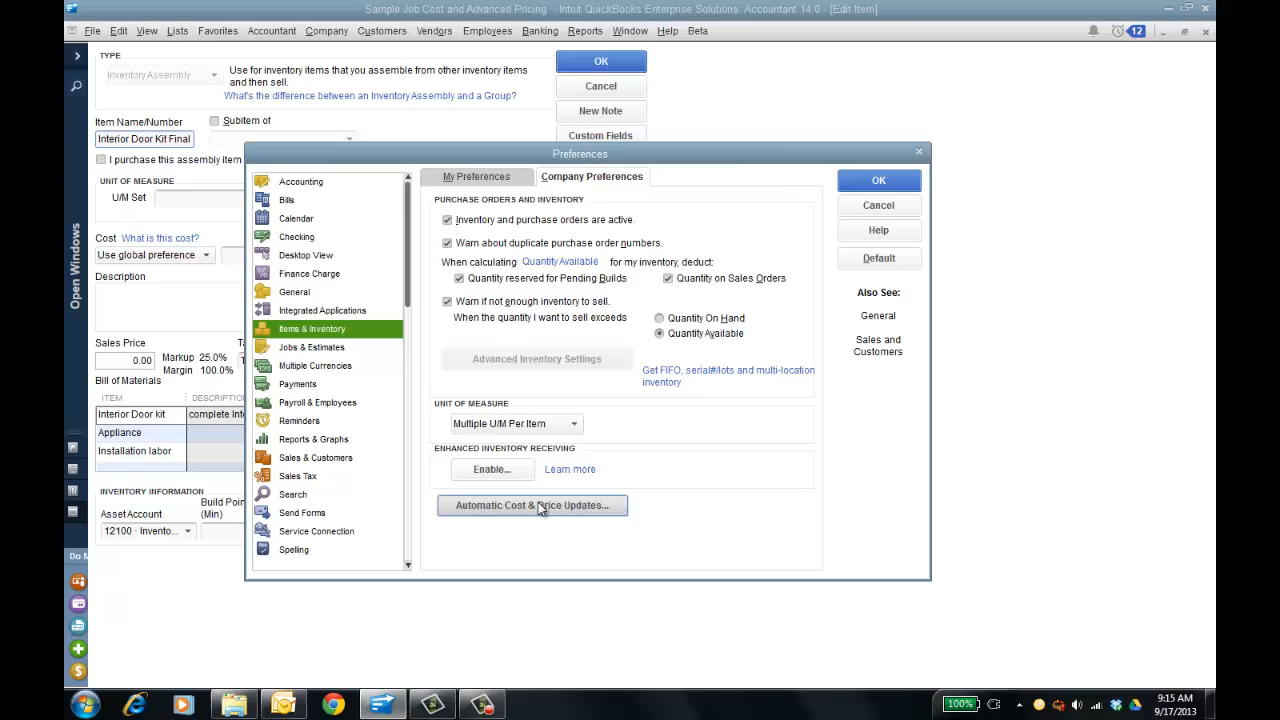 Sample Job Cost and Advanced Pricing - Intuit QuickBooks Enterprise Solutions: Accountant 14.0 - [Edit Item]
File Edit View Lists Favorites Accountant Company Customers Vendors Employees Banking Reports Window Help Beta
12
TYPE
Inventory Assembly
Use for inventory items that you assemble from other inventory items
and then sell.
What's the difference between an Inventory Assembly and a Group?
OK
Cancel
New Note
Custom Fields
Item Name/Number
Subitem of
Interior Door Kit Final
I purchase this assembly item
UNIT OF MEASURE
U/M Set
Cost What is this cost?
Use global preference
Description
Sales Price
0.00
Markup 25.0%
Margin 100.0%
Bill of Materials
ITEM
Interior Door kit
Appliance
Installation labor
INVENTORY INFORMATION
Asset Account
Build Poin
(Min)
12100 · Invento...
Open Windows
Do M
Preferences
Accounting
Bills
Calendar
Checking
Desktop View
Finance Charge
General
Integrated Applications
Items & Inventory
Jobs & Estimates
Multiple Currencies
Payments
Payroll & Employees
Reminders
Reports & Graphs
Sales & Customers
Sales Tax
Search
Send Forms
Service Connection
Spelling
My Preferences
Company Preferences
PURCHASE ORDERS AND INVENTORY
Inventory and purchase orders are active.
Warn about duplicate purchase order numbers.
When calculating Quantity Available for my inventory, deduct:
Quantity reserved for Pending Builds
Quantity on Sales Orders
Warn if not enough inventory to sell.
When the quantity I want to sell exceeds
Quantity On Hand
Quantity Available
Advanced Inventory Settings
Get FIFO, serial#/lots and multi-location
inventory
UNIT OF MEASURE
Multiple U/M Per Item
ENHANCED INVENTORY RECEIVING
Enable...
Learn more
Automatic Cost & Price Updates...
OK
Cancel
Help
Default
Also See:
General
Sales and
Customers
100%
9:15 AM
9/17/2013